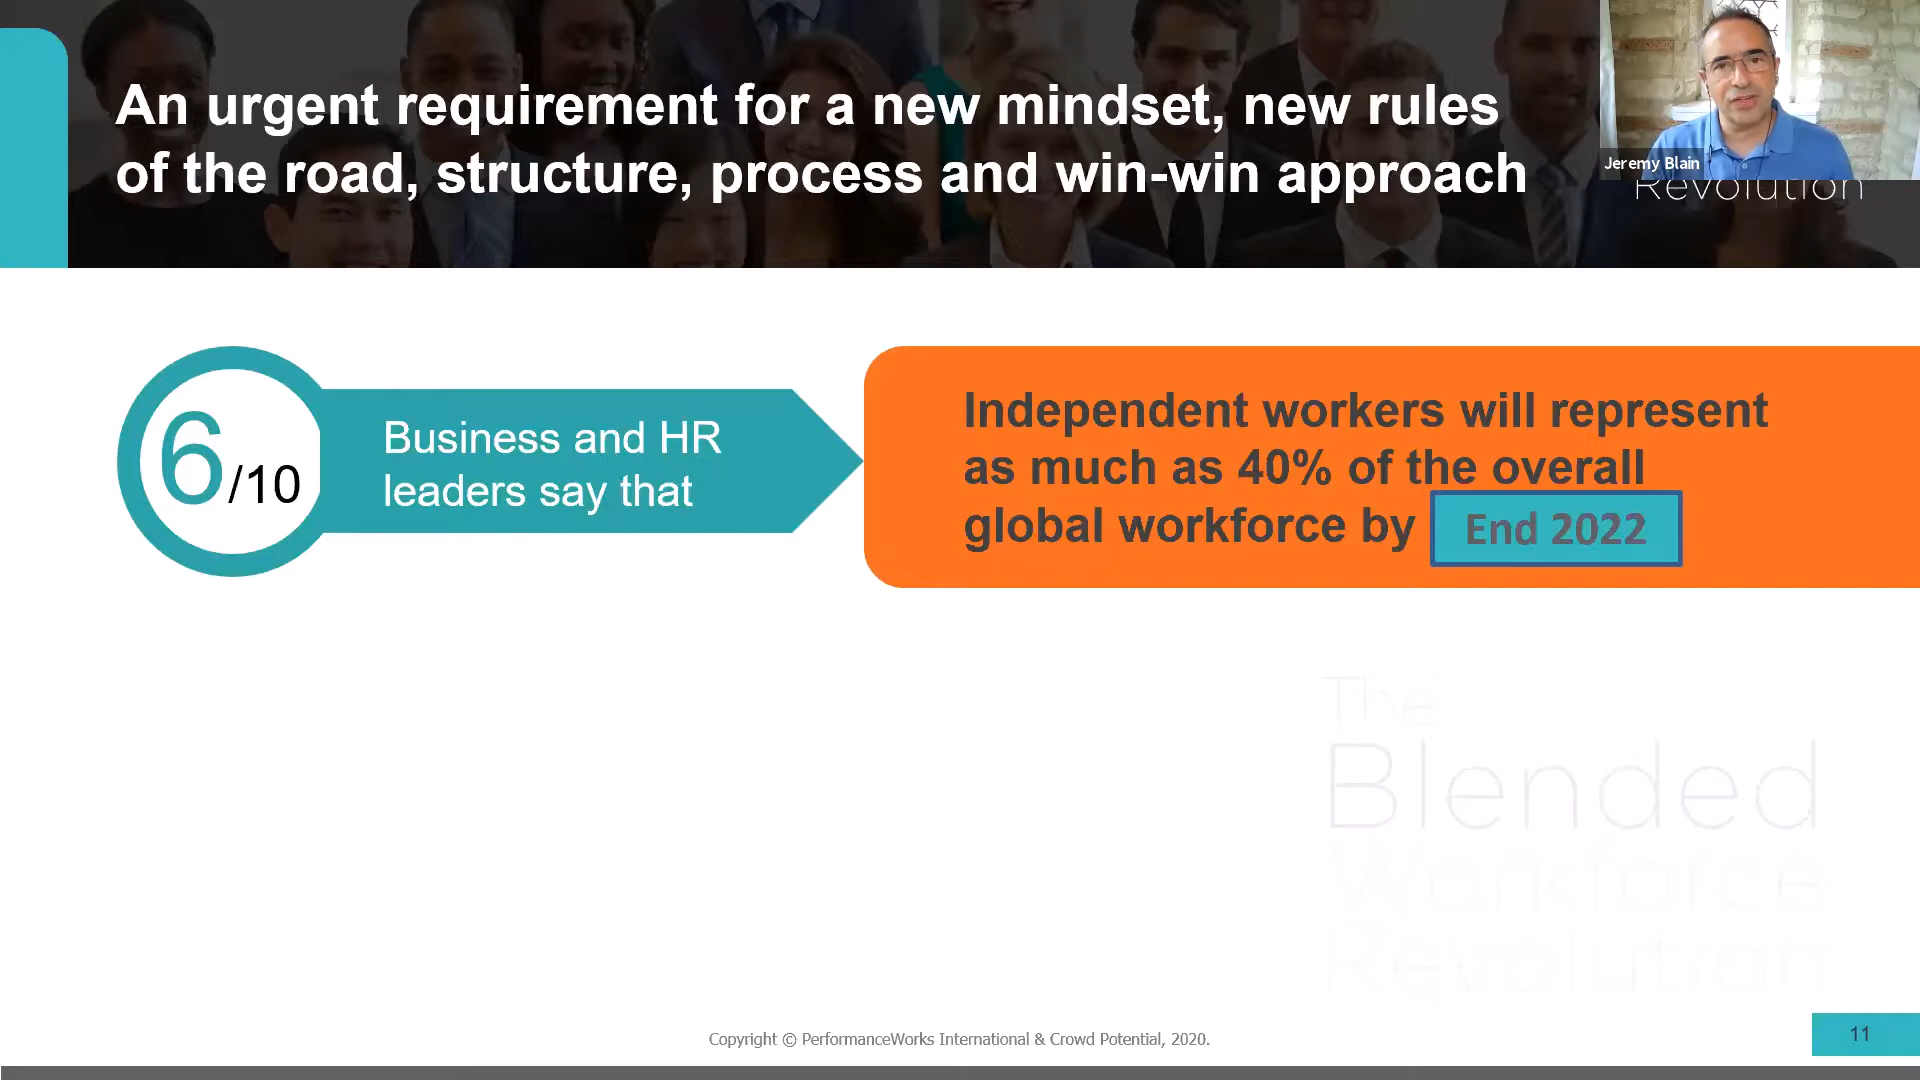 An urgent requirement for a new mindset, new rules
of the road, structure, process and win-win approach
Jeremy Blain
Revolution
6/10
Business and HR
leaders say that
Independent workers will represent
as much as 40% of the overall
global workforce by End 2022
The
Blended
Workforce
Revolution
Copyright © PerformanceWorks International & Crowd Potential, 2020.
11